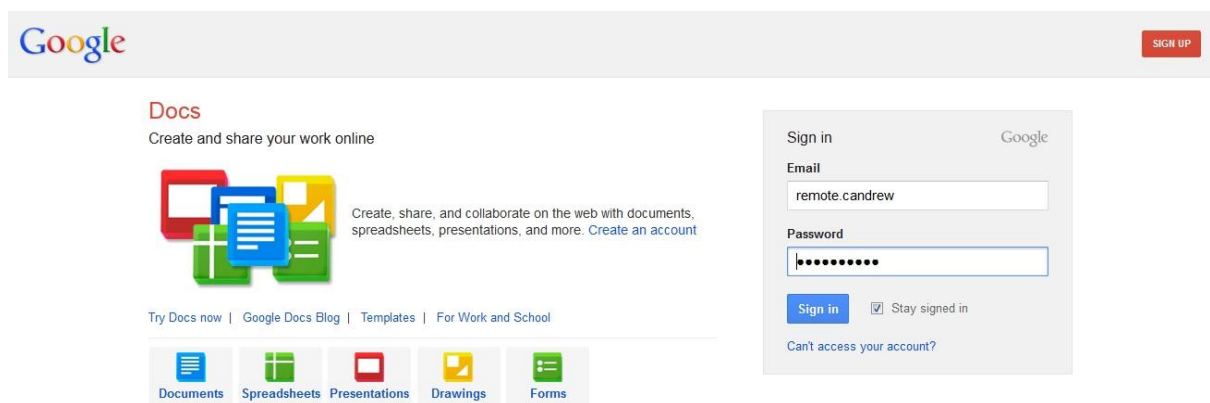 Google
SIGN UP
Docs
Create and share your work online
Create, share, and collaborate on the web with documents,
spreadsheets, presentations, and more. Create an account
Try Docs now | Google Docs Blog | Templates | For Work and School
Documents Spreadsheets Presentations Drawings Forms
Sign in Google
Email
remote.candrew
Password
••••••••••
Sign in Stay signed in
Can't access your account?